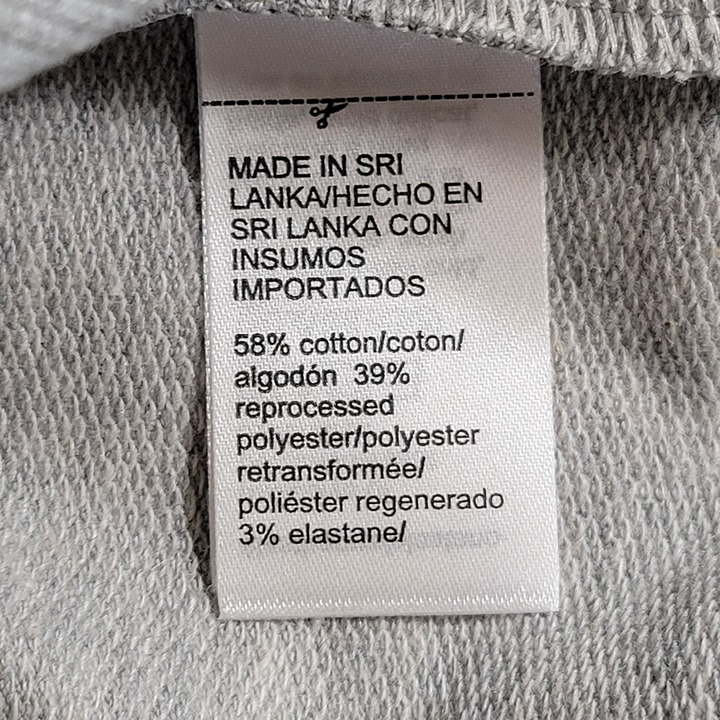 MADE IN SRI
LANKA/HECHO EN
SRI LANKA CON
INSUMOS
IMPORTADOS
58% cotton/coton/
algodón 39%
reprocessed
polyester/polyester
retransformée/
poliéster regenerado
3% elastane/